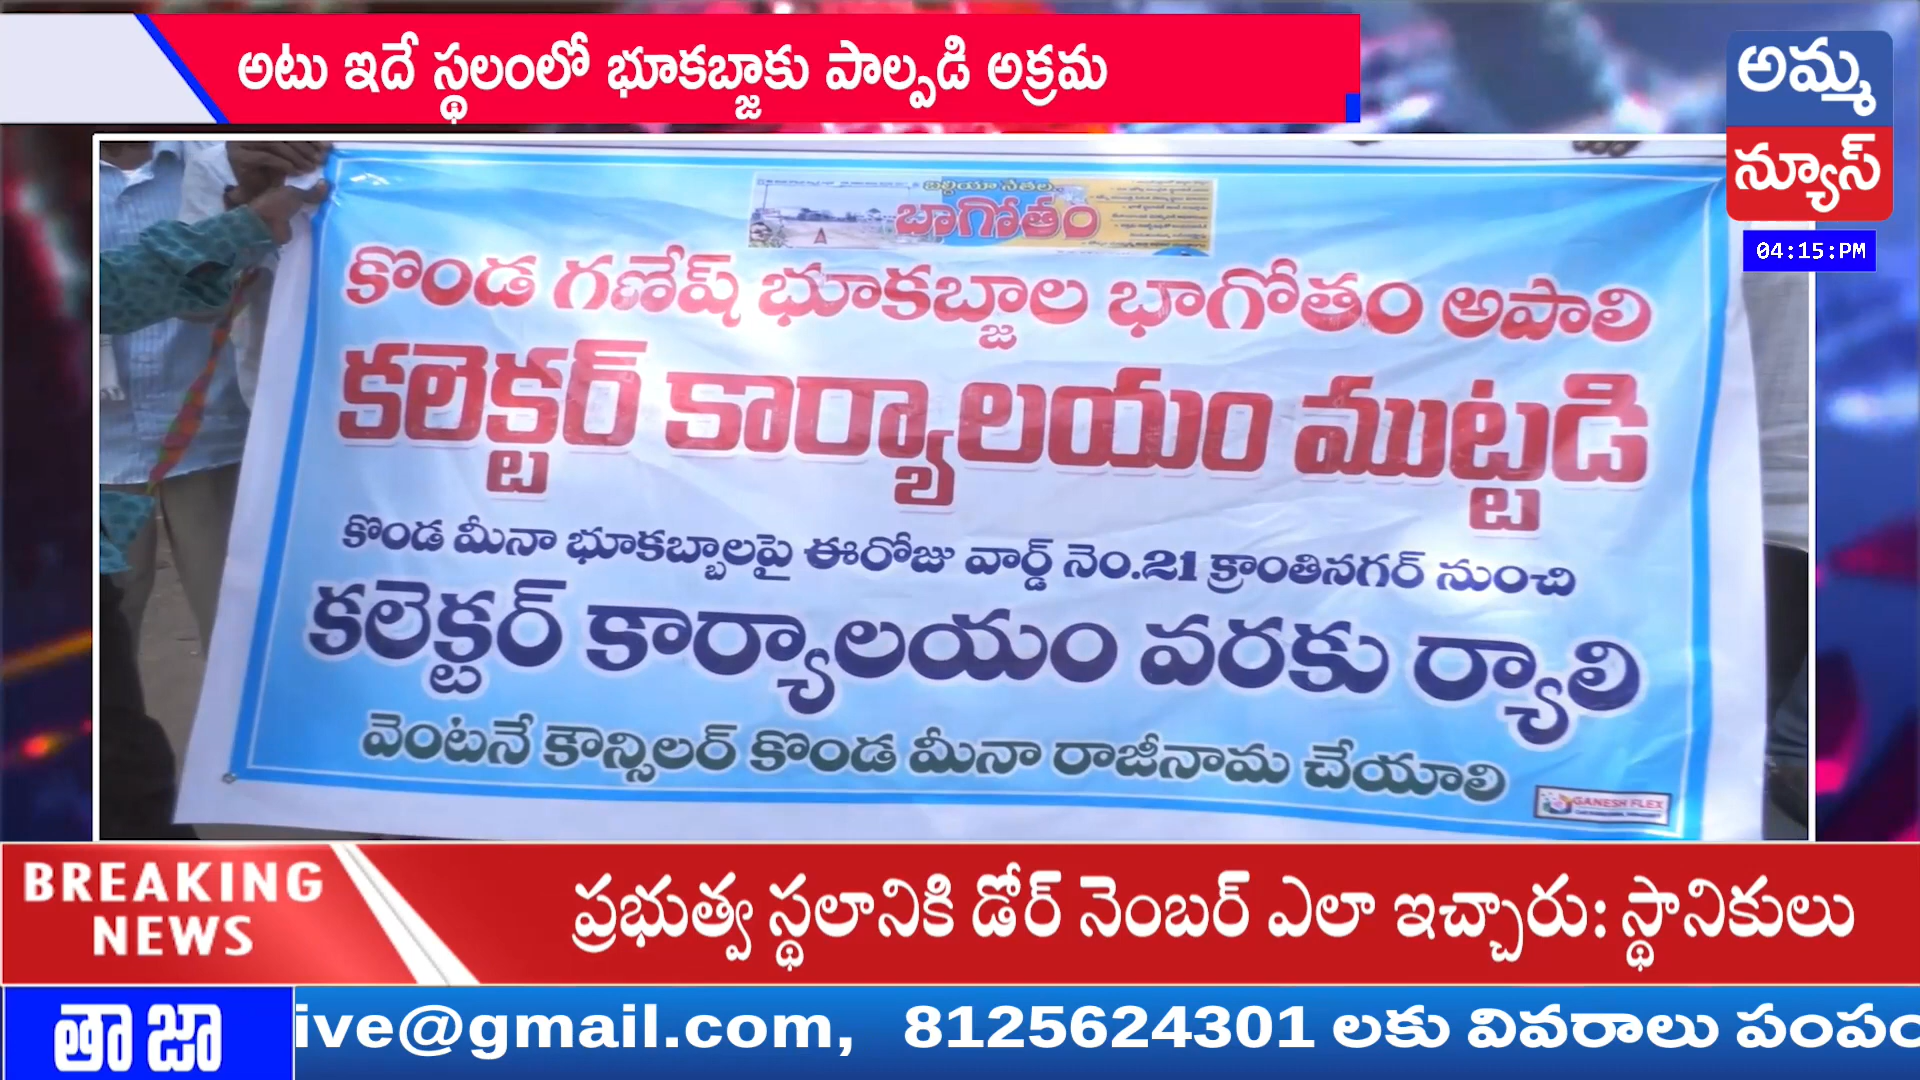 అటు ఇదే స్థలంలో భూకబ్జాకు పాల్పడి అక్రమ
అమ్మ
న్యూస్
04:15:PM
బల్దియా నేతల
బాగోతం
కొండ గణేష్ భూకబ్జాల భాగోతం అపాలి
కలెక్టర్ కార్యాలయం ముట్టడి
కొండ మీనా భూకబ్బాలపై ఈరోజు వార్డ్ నెం.21 క్రాంతినగర్ నుంచి
కలెక్టర్ కార్యాలయం వరకు ర్యాలి
వెంటనే కౌన్సిలర్ కొండ మీనా రాజీనామ చేయాలి
GANESH FLEX
BREAKING
NEWS
ప్రభుత్వ స్థలానికి డోర్ నెంబర్ ఎలా ఇచ్చారు: స్థానికులు
తాజా
ive@gmail.com, 8125624301 లకు వివరాలు పంపం